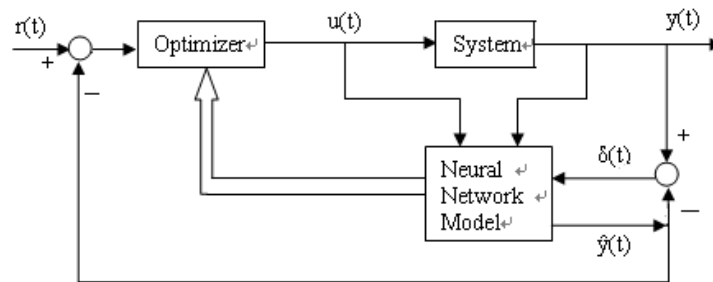 r(t)
+
−
Optimizer↵
u(t)
System↵
y(t)
+
δ(t)
−
Neural ↵
Network ↵
Model↵
ŷ(t)